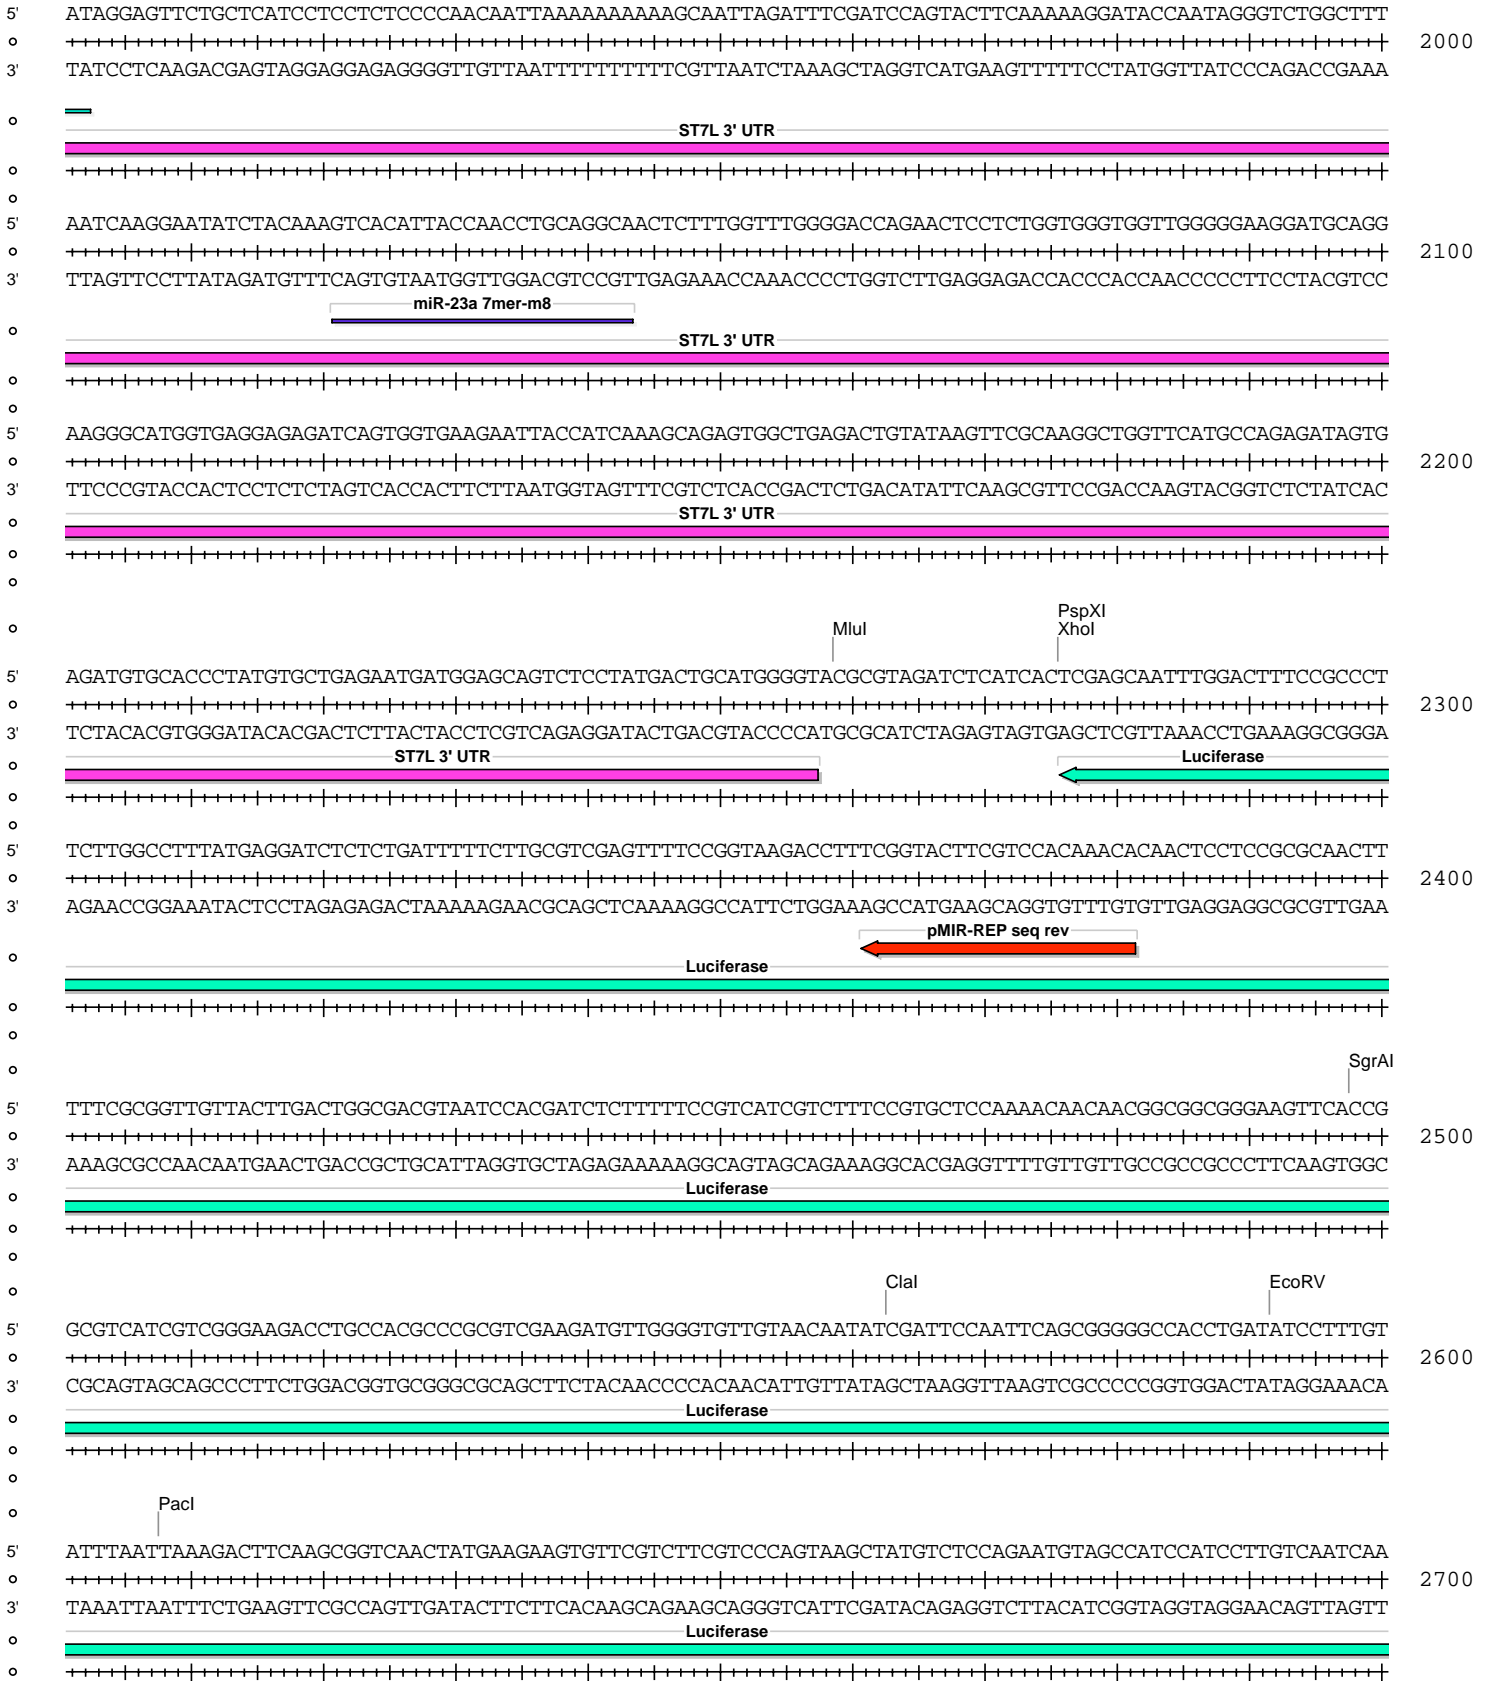 5' ATAGGAGTTCTGCTCATCCTCCTCTCCCCAACAATTAAAAAAAAAAAGCAATTAGATTTCGATCCAGTACTTCAAAAAGGATACCAATAGGGTCTGGCTTT
2000
3' TATCCTCAAGACGAGTAGGAGGAGAGGGGTTGTTAATTTTTTTTTTTCGTTAATCTAAAGCTAGGTCATGAAGTTTTTCCTATGGTTATCCCAGACCGAAA
ST7L 3' UTR
5' AATCAAGGAATATCTACAAAGTCACATTACCAACCTGCAGGCAACTCTTTGGTTTGGGGACCAGAACTCCTCTGGTGGGTGGTTGGGGGAAGGATGCAGG
2100
3' TTAGTTCCTTATAGATGTTTCAGTGTAATGGTTGGACGTCCGTTGAGAAACCAAACCCCTGGTCTTGAGGAGACCACCCACCAACCCCCTTCCTACGTCC
miR-23a 7mer-m8
ST7L 3' UTR
5' AAGGGCATGGTGAGGAGAGATCAGTGGTGAAGAATTACCATCAAAGCAGAGTGGCTGAGACTGTATAAGTTCGCAAGGCTGGTTCATGCCAGAGATAGTG
2200
3' TTCCCGTACCACTCCTCTCTAGTCACCACTTCTTAATGGTAGTTTCGTCTCACCGACTCTGACATATTCAAGCGTTCCGACCAAGTACGGTCTCTATCAC
ST7L 3' UTR
PspXI
MluI XhoI
5' AGATGTGCACCCTATGTGCTGAGAATGATGGAGCAGTCTCCTATGACTGCATGGGGTACGCGTAGATCTCATCACTCGAGCAATTTGGACTTTCCGCCCT
2300
3' TCTACACGTGGGATACACGACTCTTACTACCTCGTCAGAGGATACTGACGTACCCCATGCGCATCTAGAGTAGTGAGCTCGTTAAACCTGAAAGGCGGGA
ST7L 3' UTR Luciferase
5' TCTTGGCCTTTATGAGGATCTCTCTGATTTTTCTTGCGTCGAGTTTTCCGGTAAGACCTTTCGGTACTTCGTCCACAAACACAACTCCTCCGCGCAACTT
2400
3' AGAACCGGAAATACTCCTAGAGAGACTAAAAAGAACGCAGCTCAAAAGGCCATTCTGGAAAGCCATGAAGCAGGTGTTTGTGTTGAGGAGGCGCGTTGAA
pMIR-REP seq rev
Luciferase
SgrAI
5' TTTCGCGGTTGTTACTTGACTGGCGACGTAATCCACGATCTCTTTTTCCGTCATCGTCTTTCCGTGCTCCAAAACAACAACGGCGGCGGGAAGTTCACCG
2500
3' AAAGCGCCAACAATGAACTGACCGCTGCATTAGGTGCTAGAGAAAAAGGCAGTAGCAGAAAGGCACGAGGTTTTGTTGTTGCCGCCGCCCTTCAAGTGGC
Luciferase
ClaI EcoRV
5' GCGTCATCGTCGGGAAGACCTGCCACGCCCGCGTCGAAGATGTTGGGGTGTTGTAACAATATCGATTCCAATTCAGCGGGGGCCACCTGATATCCTTTGT
2600
3' CGCAGTAGCAGCCCTTCTGGACGGTGCGGGCGCAGCTTCTACAACCCCACAACATTGTTATAGCTAAGGTTAAGTCGCCCCCGGTGGACTATAGGAAACA
Luciferase
PacI
5' ATTTAATTAAAGACTTCAAGCGGTCAACTATGAAGAAGTGTTCGTCTTCGTCCCAGTAAGCTATGTCTCCAGAATGTAGCCATCCATCCTTGTCAATCAA
2700
3' TAAATTAATTTCTGAAGTTCGCCAGTTGATACTTCTTCACAAGCAGAAGCAGGGTCATTCGATACAGAGGTCTTACATCGGTAGGTAGGAACAGTTAGTT
Luciferase